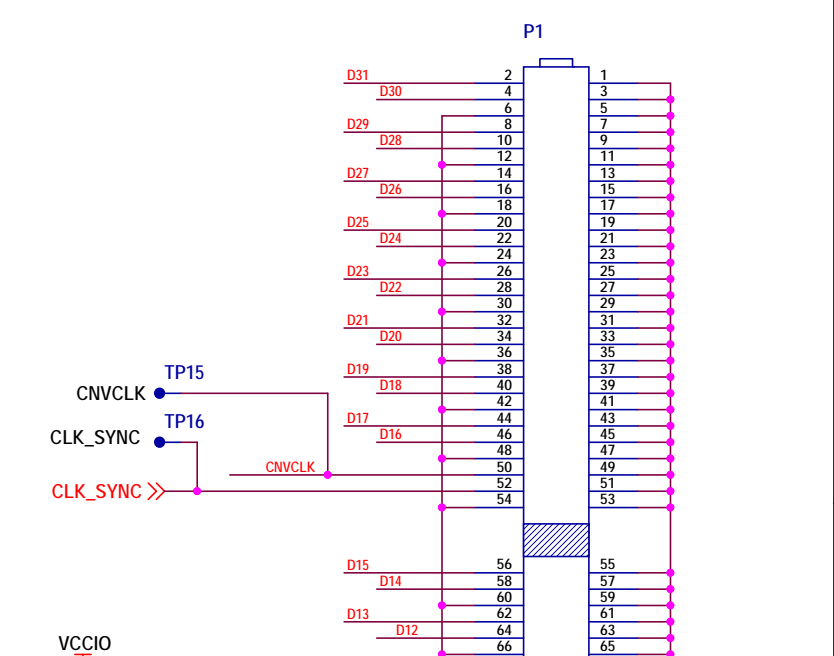 P1
D31 2 1
D30 4 3
6 5
D29 8 7
D28 10 9
12 11
D27 14 13
D26 16 15
18 17
D25 20 19
D24 22 21
24 23
D23 26 25
D22 28 27
30 29
D21 32 31
D20 34 33
36 35
TP15 D19 38 37
CNVCLK D18 40 39
42 41
TP16 D17 44 43
CLK_SYNC D16 46 45
48 47
CNVCLK 50 49
CLK_SYNC 52 51
54 53
D15 56 55
D14 58 57
60 59
D13 62 61
D12 64 63
VCCIO 66 65